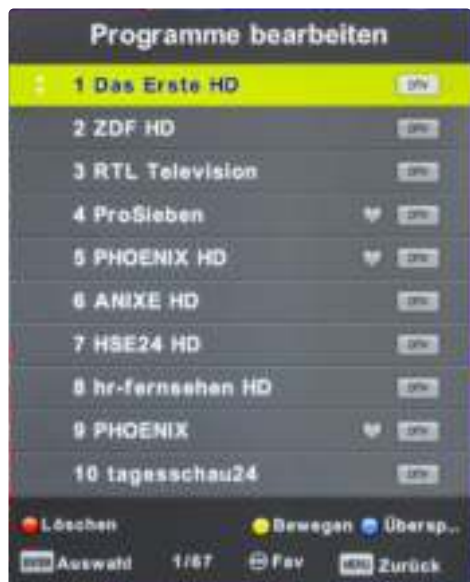 Programme bearbeiten
1 Das Erste HD
2 ZDF HD
3 RTL Television
4 ProSieben
5 PHOENIX HD
6 ANIXE HD
7 HSE24 HD
8 hr-fernsehen HD
9 PHOENIX
10 tagesschau24
Löschen Bewegen Übersp...
Auswahl 1/67 Fav MENU Zurück